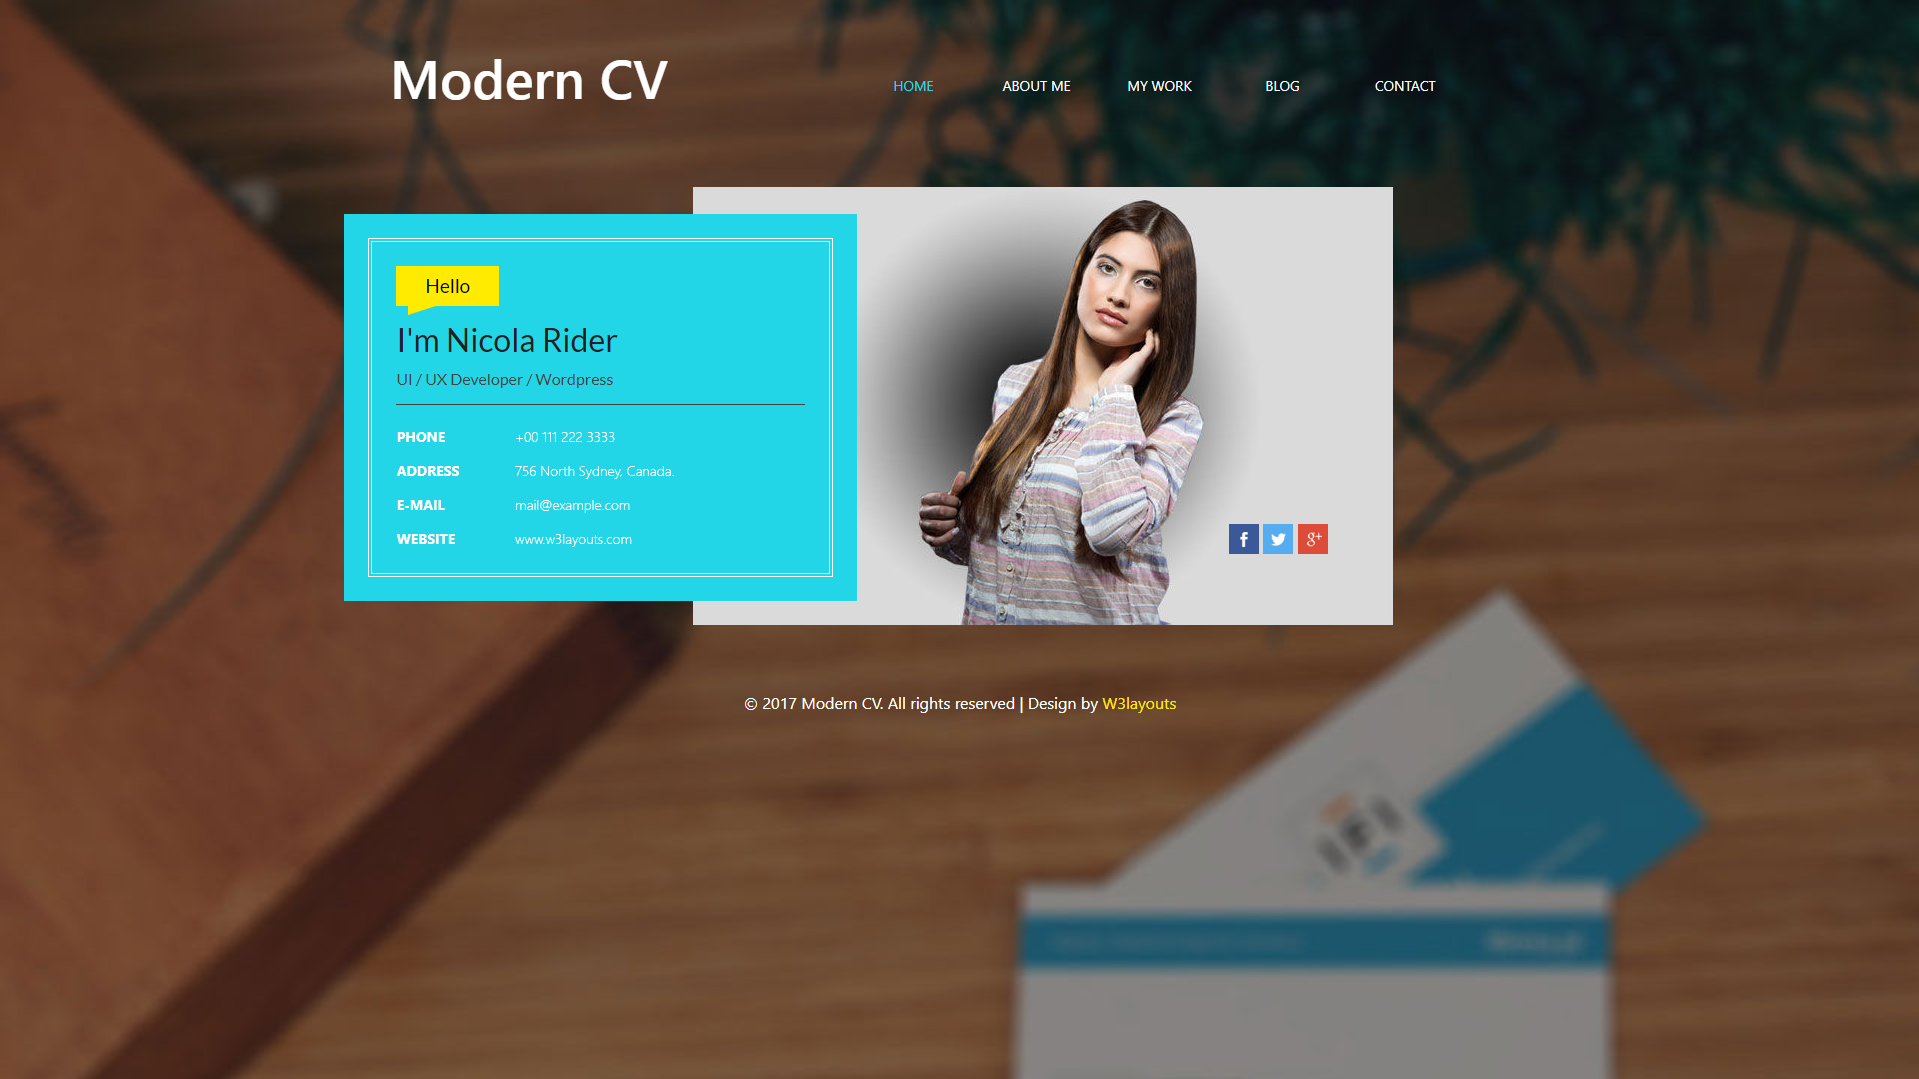 Modern CV
HOME ABOUT ME MY WORK BLOG CONTACT
Hello
I'm Nicola Rider
UI / UX Developer / Wordpress
PHONE +00 111 222 3333
ADDRESS 756 North Sydney, Canada.
E-MAIL mail@example.com
WEBSITE www.w3layouts.com
f g+
© 2017 Modern CV. All rights reserved | Design by W3layouts